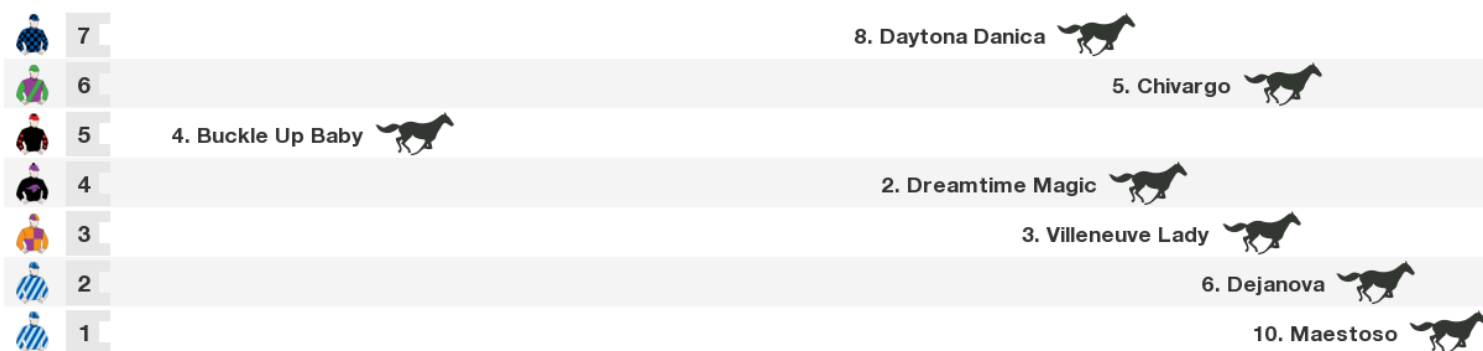 7 8. Daytona Danica
6 5. Chivargo
5 4. Buckle Up Baby
4 2. Dreamtime Magic
3 3. Villeneuve Lady
2 6. Dejanova
1 10. Maestoso